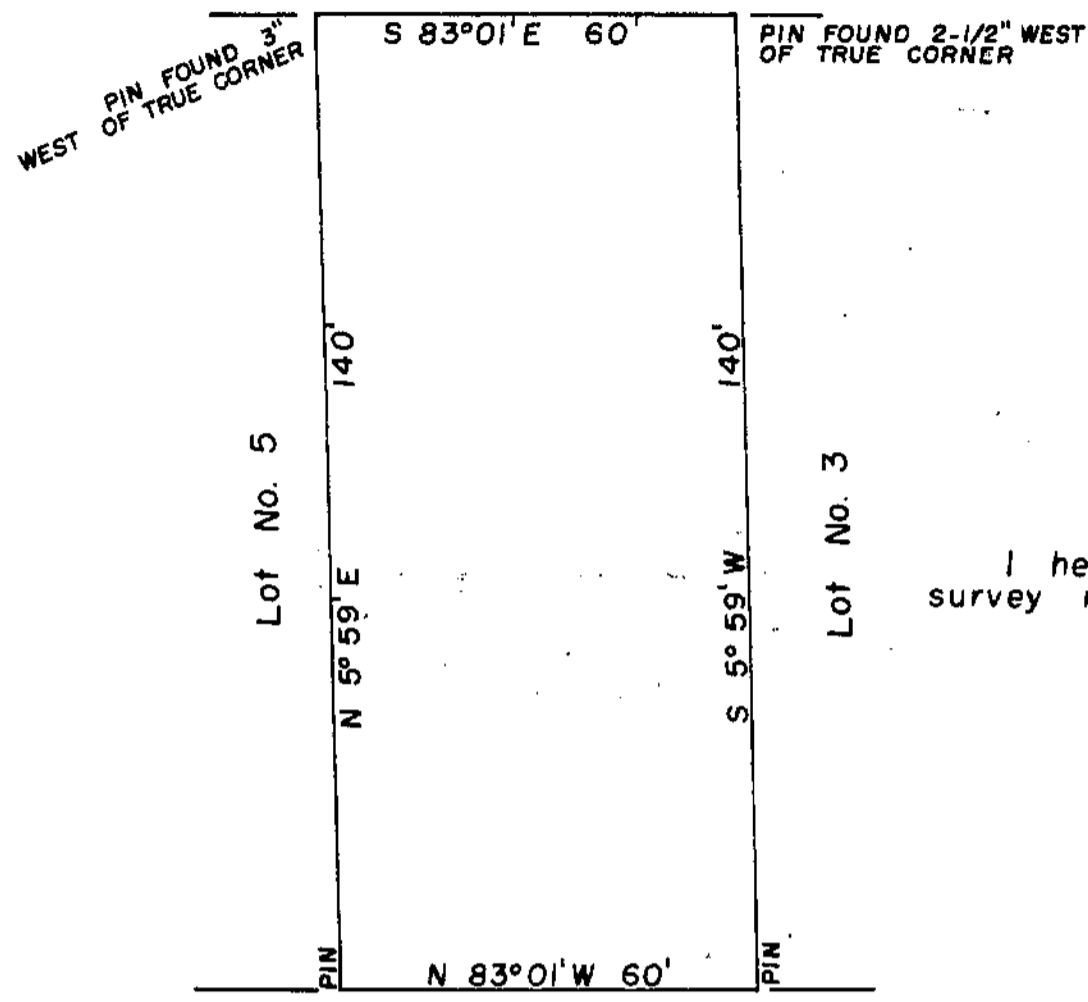 S 83°01' E 60'
PIN FOUND 3"
WEST OF TRUE CORNER
PIN FOUND 2-1/2" WEST
OF TRUE CORNER
140'
140'
Lot No. 5
N 5° 59' E
S 5° 59' W
Lot No. 3
I he
survey
PIN
N 83°01' W 60'
PIN